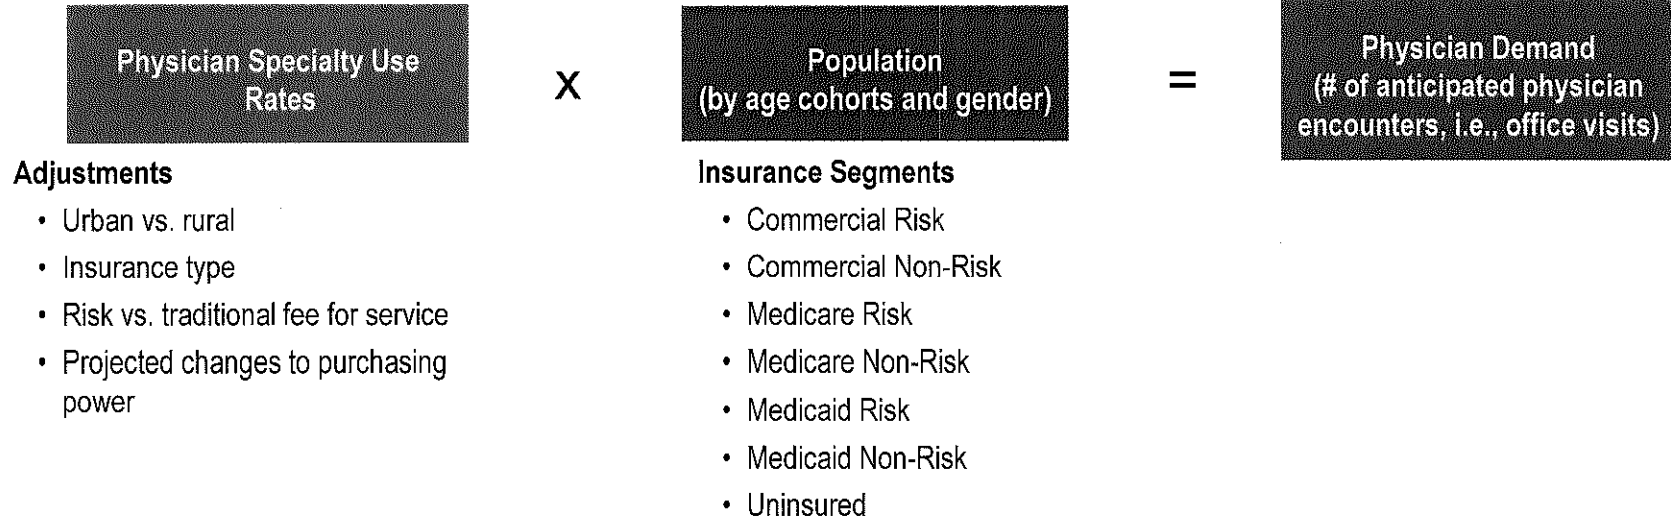 Physician Specialty Use
Rates
X
Population
(by age cohorts and gender)
=
Physician Demand
(# of anticipated physician
encounters, i.e., office visits)
Adjustments
• Urban vs. rural
• Insurance type
• Risk vs. traditional fee for service
• Projected changes to purchasing
power
Insurance Segments
• Commercial Risk
• Commercial Non-Risk
• Medicare Risk
• Medicare Non-Risk
• Medicaid Risk
• Medicaid Non-Risk
• Uninsured